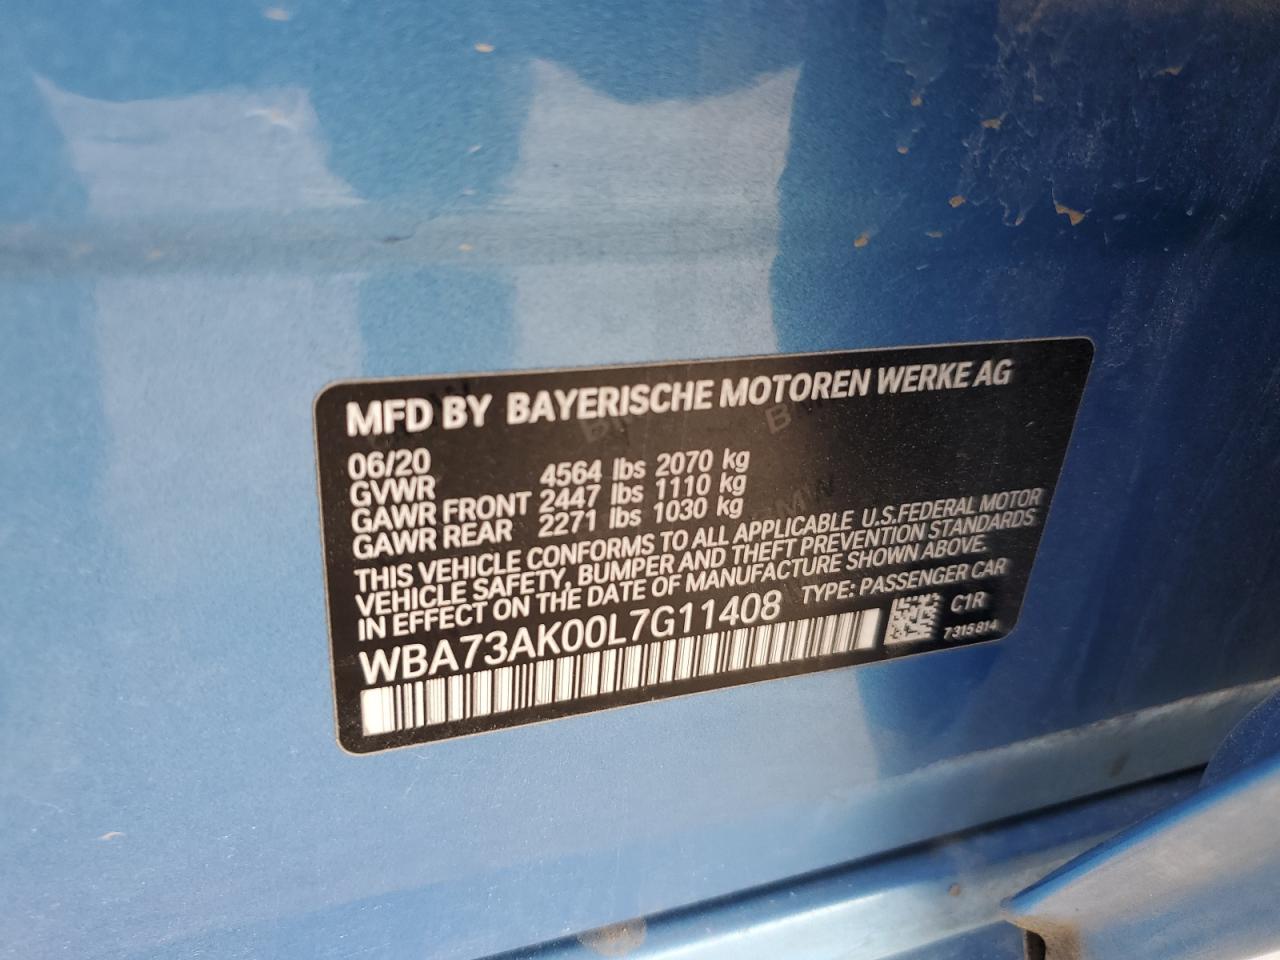 MFD BY BAYERISCHE MOTOREN WERKE AG
06/20
GVWR 4564 lbs 2070 kg
GAWR FRONT 2447 lbs 1110 kg
GAWR REAR 2271 lbs 1030 kg
THIS VEHICLE CONFORMS TO ALL APPLICABLE U.S.FEDERAL MOTOR
VEHICLE SAFETY, BUMPER AND THEFT PREVENTION STANDARDS
IN EFFECT ON THE DATE OF MANUFACTURE SHOWN ABOVE.
WBA73AK00L7G11408 TYPE: PASSENGER CAR
C1R
7315814